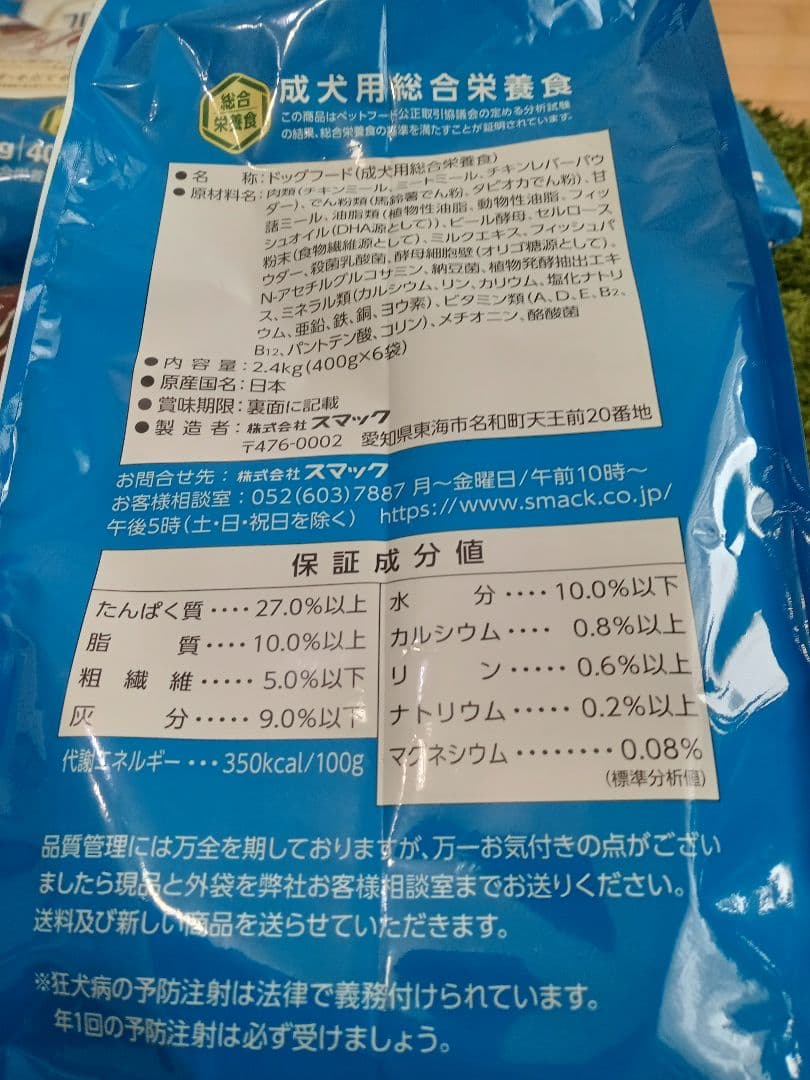 総合
栄養食
成犬用総合栄養食
この商品はペットフード公正取引協議会の定める分析試験
の結果、総合栄養食の基準を満たすことが証明されています。
●名 称:ドッグフード(成犬用総合栄養食)
●原材料名:肉類(チキンミール、ミートミール、チキンレバーパウ
ダー)、でん粉類(馬鈴薯でん粉、タピオカでん粉)、甘
諸ミール、油脂類(植物性油脂、動物性油脂、フィッ
シュオイル(DHA源として))、ビール酵母、セルロース
粉末(食物繊維源として)、ミルクエキス、フィッシュパ
ウダー、殺菌乳酸菌、酵母細胞壁(オリゴ糖源として)、
N-アセチルグルコサミン、納豆菌、植物発酵抽出エキ
ス、ミネラル類(カルシウム、リン、カリウム、塩化ナトリ
ウム、亜鉛、鉄、銅、ヨウ素)、ビタミン類(A、D、E、B2、
B12、パントテン酸、コリン)、メチオニン、酪酸菌
●内容量:2.4kg(400g×6袋)
●原産国名:日本
●賞味期限:裏面に記載
●製造者:株式会社スマック
〒476-0002 愛知県東海市名和町天王前20番地
お問合せ先:株式会社スマック
お客様相談室:052(603)7887 月〜金曜日/午前10時〜
午後5時(土・日・祝日を除く) https://www.smack.co.jp/
保証成分値
たんぱく質‥‥27.0%以上
脂 質‥‥10.0%以上
粗繊維‥‥‥5.0%以下
灰 分‥‥‥9.0%以下
代謝エネルギー・・・350kcal/100g
水 分‥‥10.0%以下
カルシウム‥‥0.8%以上
リ ン‥‥‥0.6%以上
ナトリウム‥‥‥0.2%以上
マグネシウム‥‥‥‥0.08%
(標準分析値)
品質管理には万全を期しておりますが、万一お気付きの点がござい
ましたら現品と外袋を弊社お客様相談室までお送りください。
送料及び新しい商品を送らせていただきます。
※狂犬病の予防注射は法律で義務付けられています。
年1回の予防注射は必ず受けましょう。